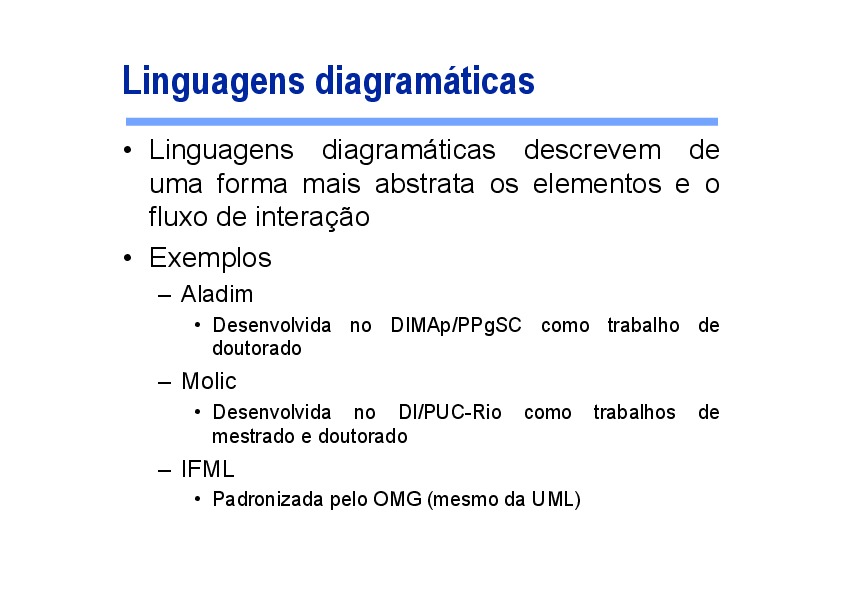 Linguagens diagramáticas
• Linguagens diagramáticas descrevem de
uma forma mais abstrata os elementos e o
fluxo de interação
• Exemplos
– Aladim
• Desenvolvida no DIMAp/PPgSC como trabalho de
doutorado
– Molic
• Desenvolvida no DI/PUC-Rio como trabalhos de
mestrado e doutorado
– IFML
• Padronizada pelo OMG (mesmo da UML)